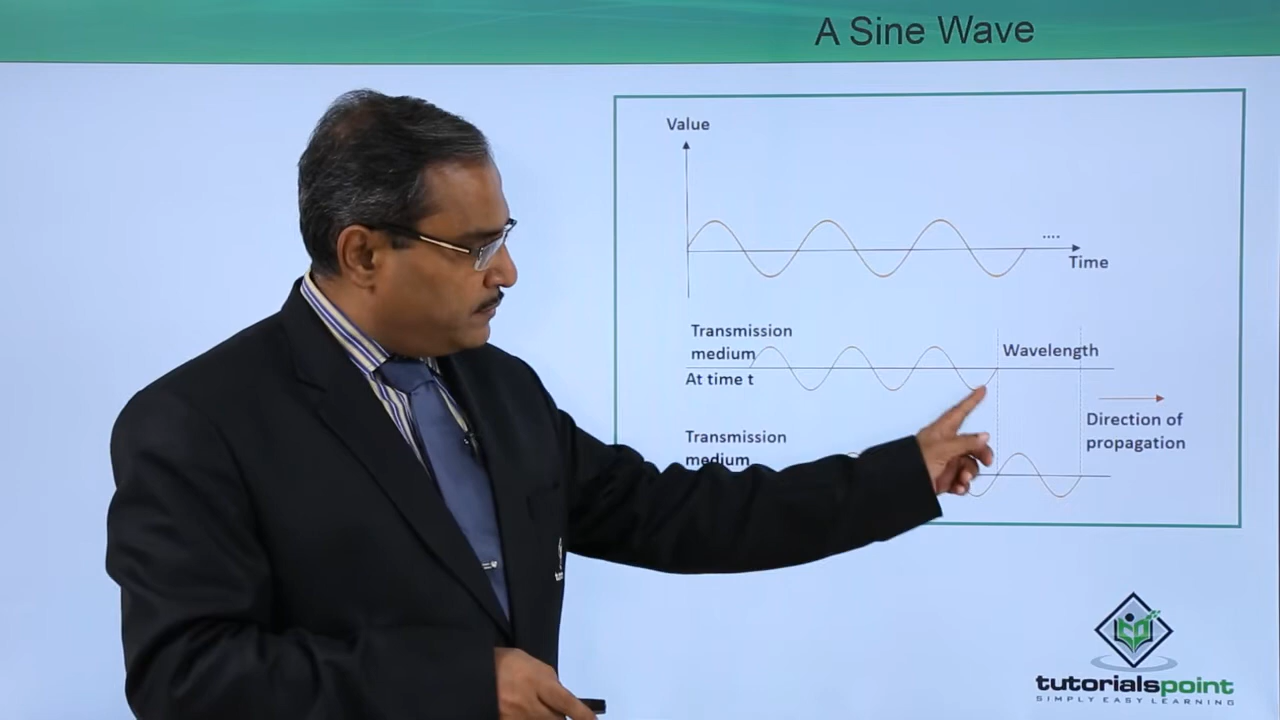 A Sine Wave
Value
....
Time
Transmission
medium
At time t
Wavelength
Direction of
propagation
Transmission
medium
tutorialspoint
SIMPLY EASY LEARNING